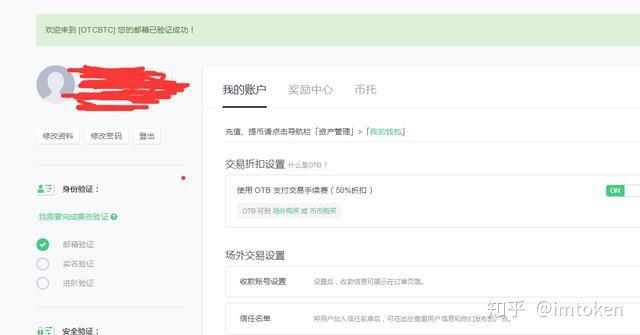 欢迎来到 [OTCBTC] 您的邮箱已验证成功！
我的账户 奖励中心 币托
修改资料 修改密码 登出
充值、提币请点击导航栏「资产管理」>「我的钱包」
交易折扣设置 什么是OTB？
身份验证：
使用 OTB 支付交易手续费（50%折扣） ON
我需要完成哪些验证
OTB 可到 场外购买 或 币币购买
邮箱验证
实名验证
进阶验证
场外交易设置
收款账号设置 设置后，收款信息可展示在订单页面。
信任名单 将用户加入信任名单后，可在此处查看用户信息和他们发布的广告。
安全验证：
知乎 @imtoken